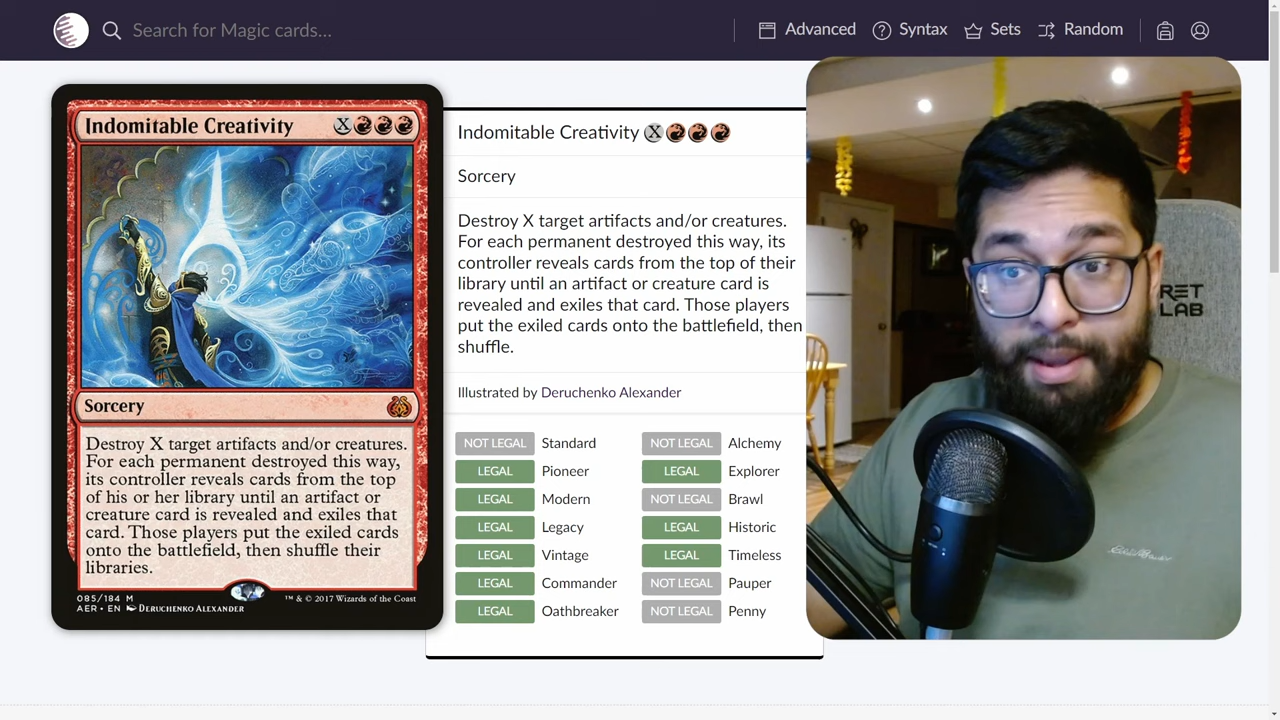 Search for Magic cards...
Advanced
Syntax
Sets
Random
Indomitable Creativity X
Sorcery
Destroy X target artifacts and/or creatures.
For each permanent destroyed this way,
its controller reveals cards from the top
of his or her library until an artifact or
creature card is revealed and exiles that
card. Those players put the exiled cards
onto the battlefield, then shuffle their
libraries.
085/184 M
AER • EN DERUCHENKO ALEXANDER
™ & © 2017 Wizards of the Coast
Indomitable Creativity X
Sorcery
Destroy X target artifacts and/or creatures.
For each permanent destroyed this way, its
controller reveals cards from the top of their
library until an artifact or creature card is
revealed and exiles that card. Those players
put the exiled cards onto the battlefield, then
shuffle.
Illustrated by Deruchenko Alexander
NOT LEGAL Standard NOT LEGAL Alchemy
LEGAL Pioneer LEGAL Explorer
LEGAL Modern NOT LEGAL Brawl
LEGAL Legacy LEGAL Historic
LEGAL Vintage LEGAL Timeless
LEGAL Commander NOT LEGAL Pauper
LEGAL Oathbreaker NOT LEGAL Penny
RET
LAB